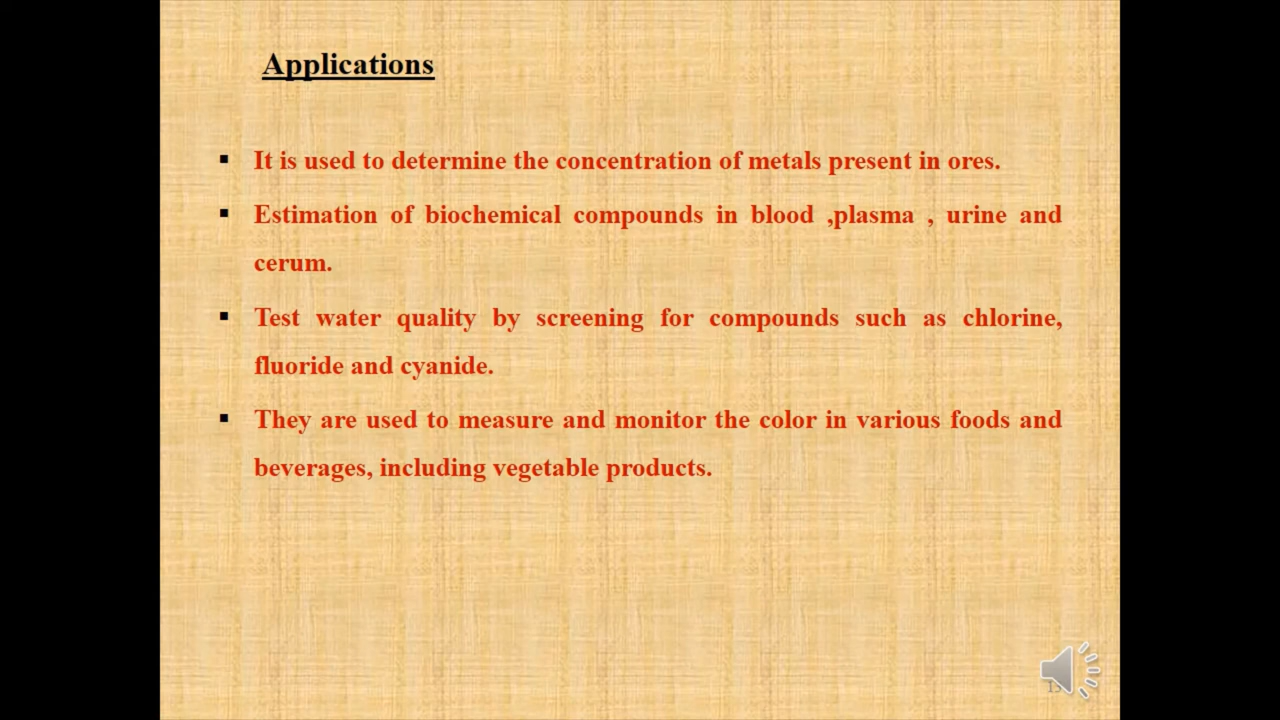 Applications
▪ It is used to determine the concentration of metals present in ores.
▪ Estimation of biochemical compounds in blood ,plasma , urine and
cerum.
▪ Test water quality by screening for compounds such as chlorine,
fluoride and cyanide.
▪ They are used to measure and monitor the color in various foods and
beverages, including vegetable products.